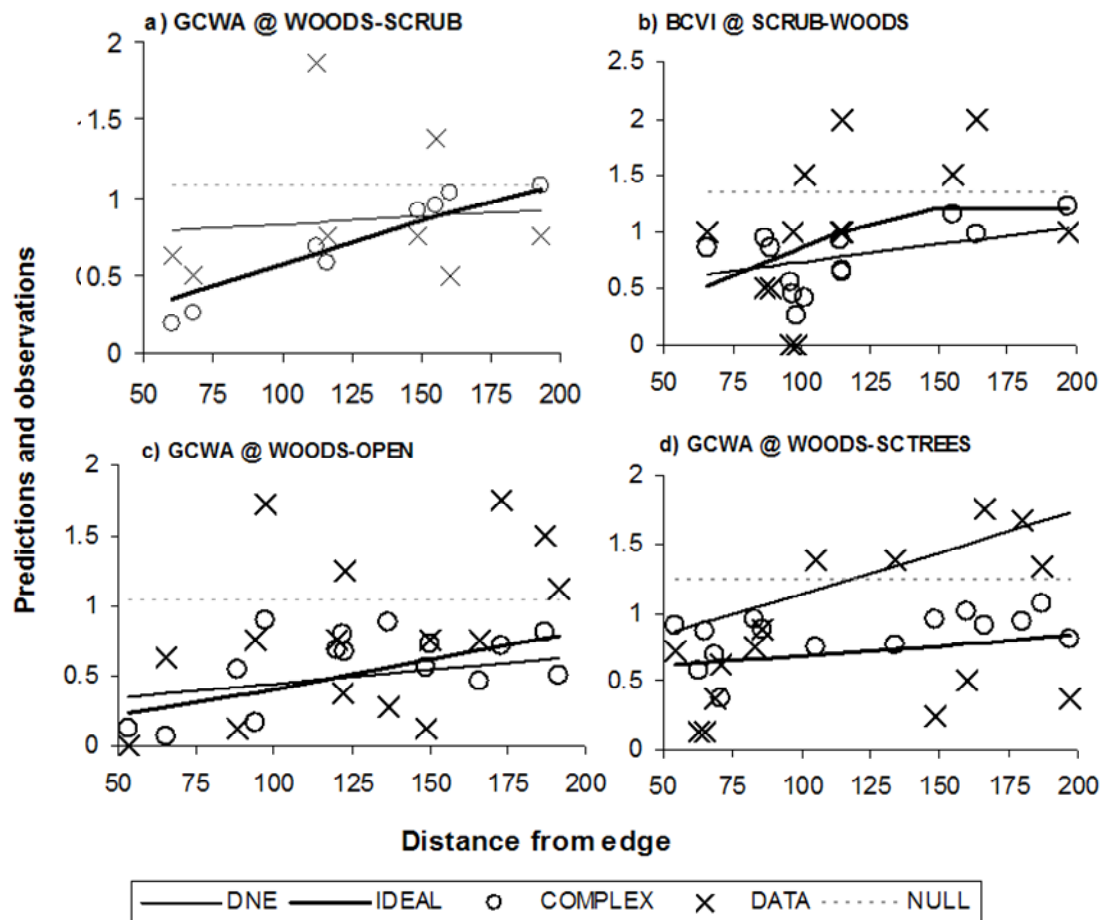 a) GCWA @ WOODS-SCRUB
2
1.5
1
0.5
0
50 75 100 125 150 175 200
b) BCVI @ SCRUB-WOODS
2.5
2
1.5
1
0.5
0
50 75 100 125 150 175 200
Predictions and observations
c) GCWA @ WOODS-OPEN
2
1.5
1
0.5
0
50 75 100 125 150 175 200
d) GCWA @ WOODS-SCTREES
2
1.5
1
0.5
0
50 75 100 125 150 175 200
Distance from edge
DNE IDEAL COMPLEX DATA NULL